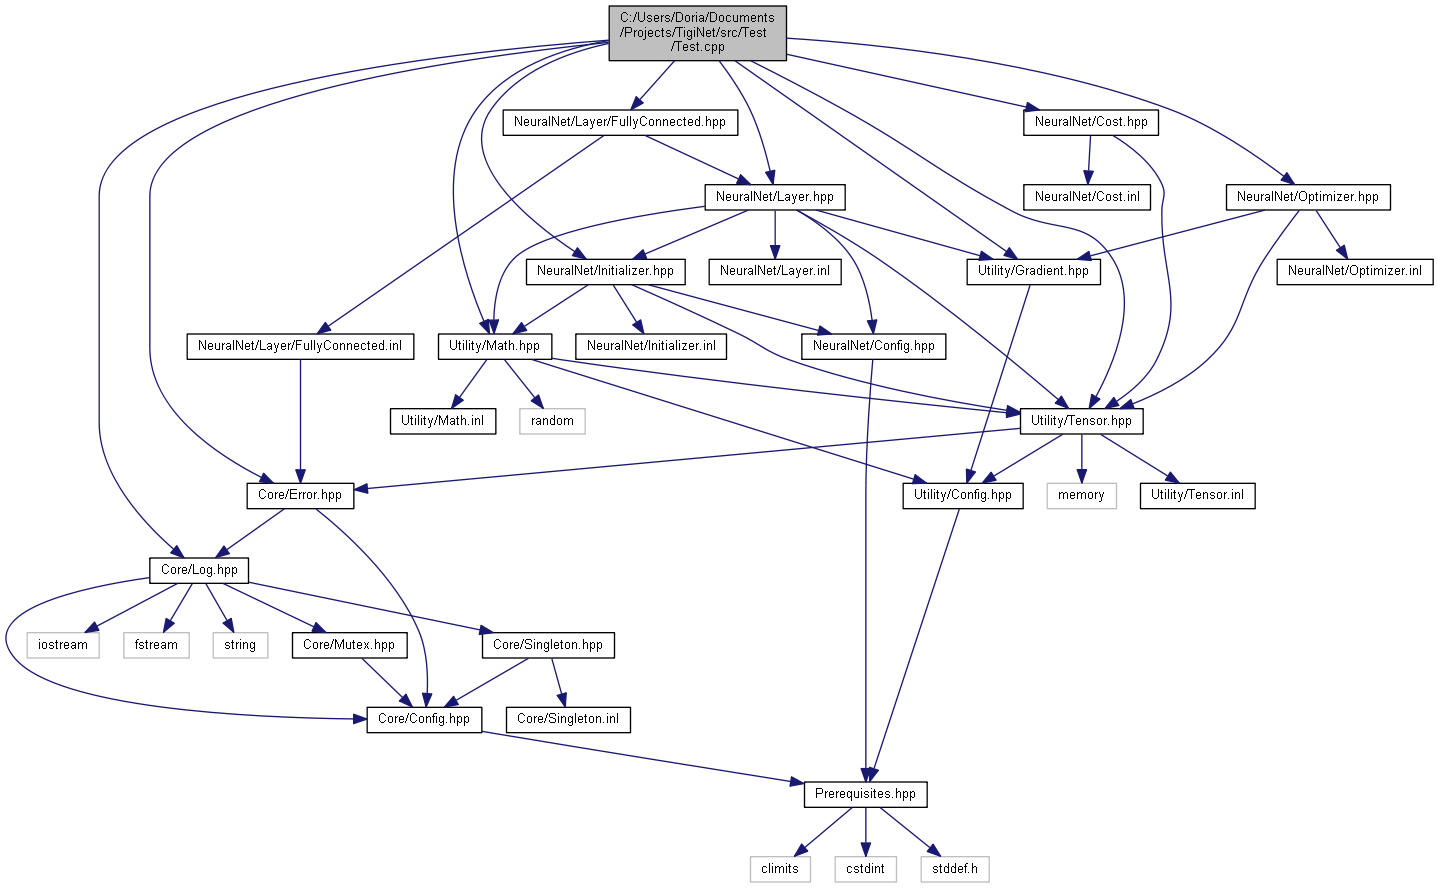 C:/Users/Doria/Documents
/Projects/TigiNet/src/Test
/Test.cpp
NeuralNet/Layer/FullyConnected.hpp
NeuralNet/Cost.hpp
NeuralNet/Layer.hpp
NeuralNet/Cost.inl
NeuralNet/Optimizer.hpp
NeuralNet/Initializer.hpp
NeuralNet/Layer.inl
Utility/Gradient.hpp
NeuralNet/Optimizer.inl
NeuralNet/Layer/FullyConnected.inl
Utility/Math.hpp
NeuralNet/Initializer.inl
NeuralNet/Config.hpp
Utility/Math.inl
random
Utility/Tensor.hpp
Core/Error.hpp
Utility/Config.hpp
memory
Utility/Tensor.inl
Core/Log.hpp
iostream
fstream
string
Core/Mutex.hpp
Core/Singleton.hpp
Core/Config.hpp
Core/Singleton.inl
Prerequisites.hpp
climits
cstdint
stddef.h